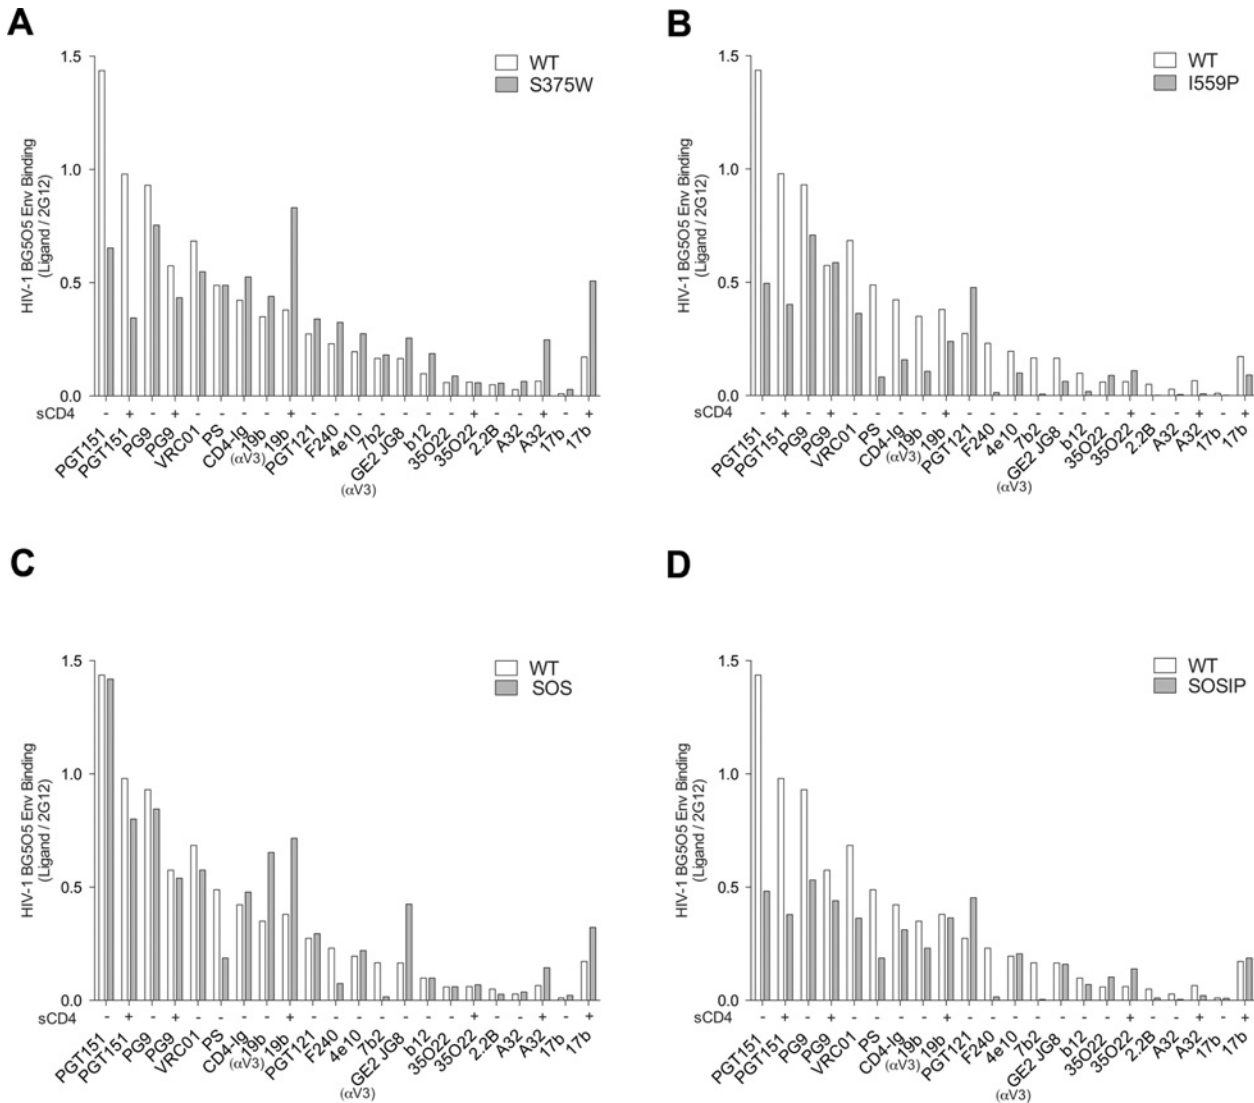 A
WT
S375W
HIV-1 BG5O5 Env Binding
(Ligand / 2G12)
1.5
1.0
0.5
0.0
sCD4 - + - + - - - - + - - - - - - - + - - + - +
PGT151 PGT151 PG9 PG9 VRC01 PS CD4-Ig 19b 19b PGT121 F240 4e10 7b2 GE2 JG8 b12 35O22 35O22 2.2B A32 A32 17b 17b
(αV3)
(αV3)
B
WT
I559P
HIV-1 BG5O5 Env Binding
(Ligand / 2G12)
1.5
1.0
0.5
0.0
sCD4 - + - + - - - - + - - - - - - - + - - + - +
PGT151 PGT151 PG9 PG9 VRC01 PS CD4-Ig 19b 19b PGT121 F240 4e10 7b2 GE2 JG8 b12 35O22 35O22 2.2B A32 A32 17b 17b
(αV3)
(αV3)
C
WT
SOS
HIV-1 BG5O5 Env Binding
(Ligand / 2G12)
1.5
1.0
0.5
0.0
sCD4 - + - + - - - - + - - - - - - - + - - + - +
PGT151 PGT151 PG9 PG9 VRC01 PS CD4-Ig 19b 19b PGT121 F240 4e10 7b2 GE2 JG8 b12 35O22 35O22 2.2B A32 A32 17b 17b
(αV3)
(αV3)
D
WT
SOSIP
HIV-1 BG5O5 Env Binding
(Ligand / 2G12)
1.5
1.0
0.5
0.0
sCD4 - + - + - - - - + - - - - - - - + - - + - +
PGT151 PGT151 PG9 PG9 VRC01 PS CD4-Ig 19b 19b PGT121 F240 4e10 7b2 GE2 JG8 b12 35O22 35O22 2.2B A32 A32 17b 17b
(αV3)
(αV3)